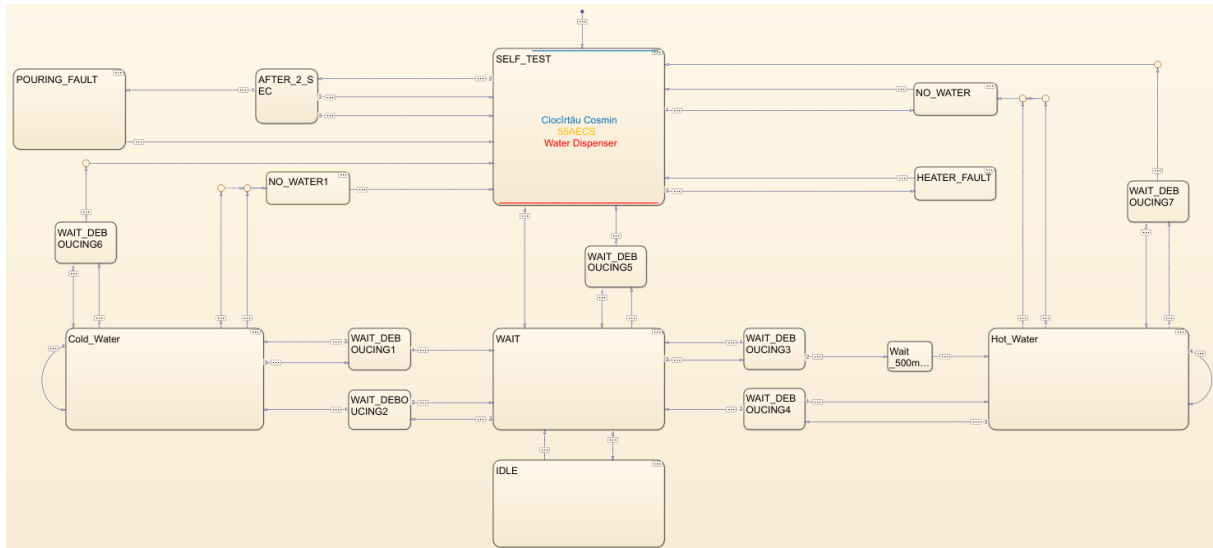 SELF_TEST
POURING_FAULT
AFTER_2_S
EC
NO_WATER
Ciocîrtău Cosmin
55AECS
Water Dispenser
NO_WATER1
HEATER_FAULT
WAIT_DEB
OUCING7
WAIT_DEB
OUCING6
WAIT_DEB
OUCING5
Cold_Water
WAIT_DEB
OUCING1
WAIT
WAIT_DEB
OUCING3
Wait
_500m...
Hot_Water
WAIT_DEBO
UCING2
WAIT_DEB
OUCING4
IDLE